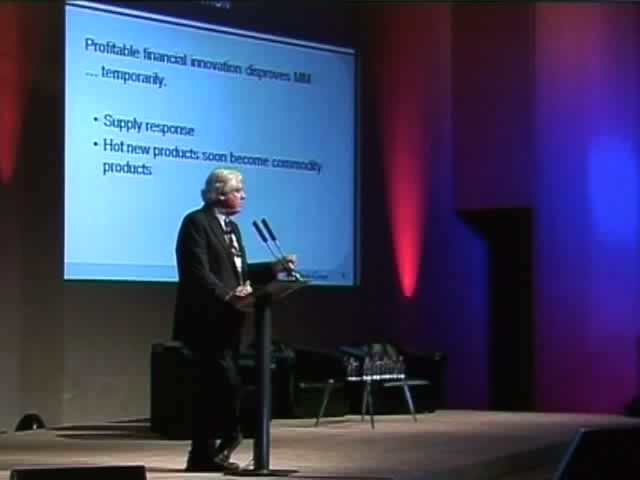 Profitable financial innovation disproves MM
... temporarily.
• Supply response
• Hot new products soon become commodity
products